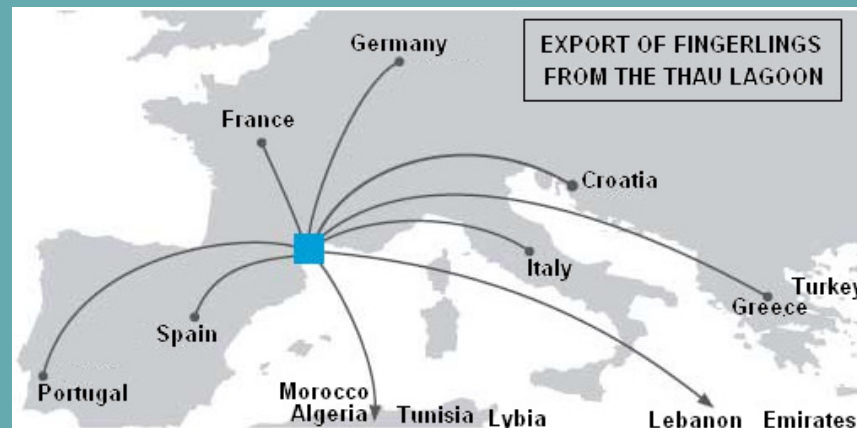 EXPORT OF FINGERLINGS
FROM THE THAU LAGOON
Germany
France
Croatia
Italy
Turkey
Greece
Spain
Portugal
Morocco
Algeria Tunisia Lybia
Lebanon Emirates